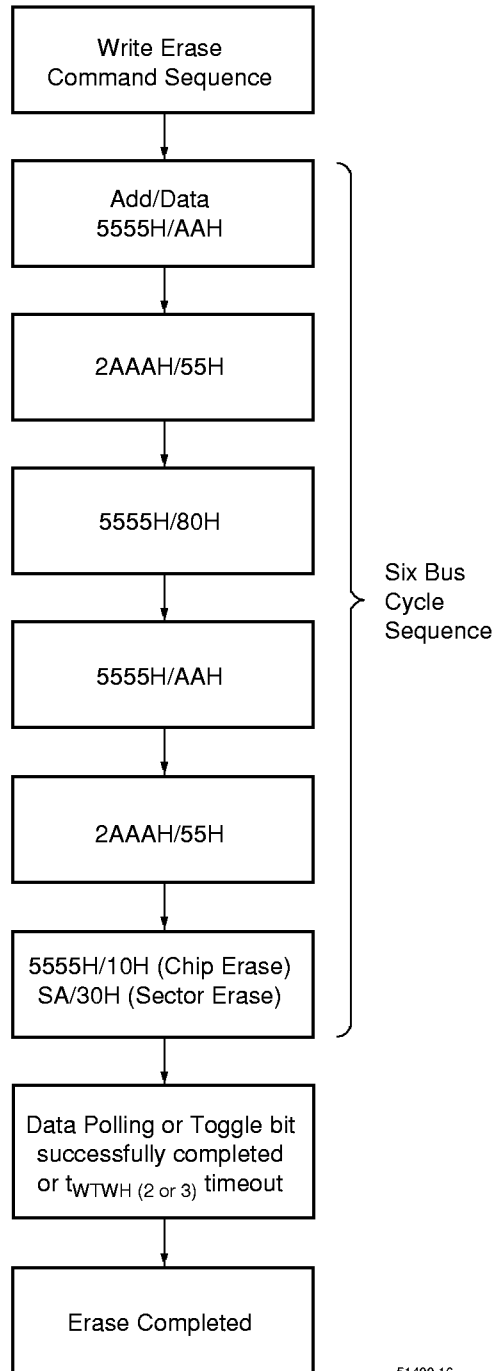 Write Erase
Command Sequence
Add/Data
5555H/AAH
2AAAH/55H
5555H/80H
5555H/AAH
2AAAH/55H
5555H/10H (Chip Erase)
SA/30H (Sector Erase)
Six Bus
Cycle
Sequence
Data Polling or Toggle bit
successfully completed
or tWTWH (2 or 3) timeout
Erase Completed